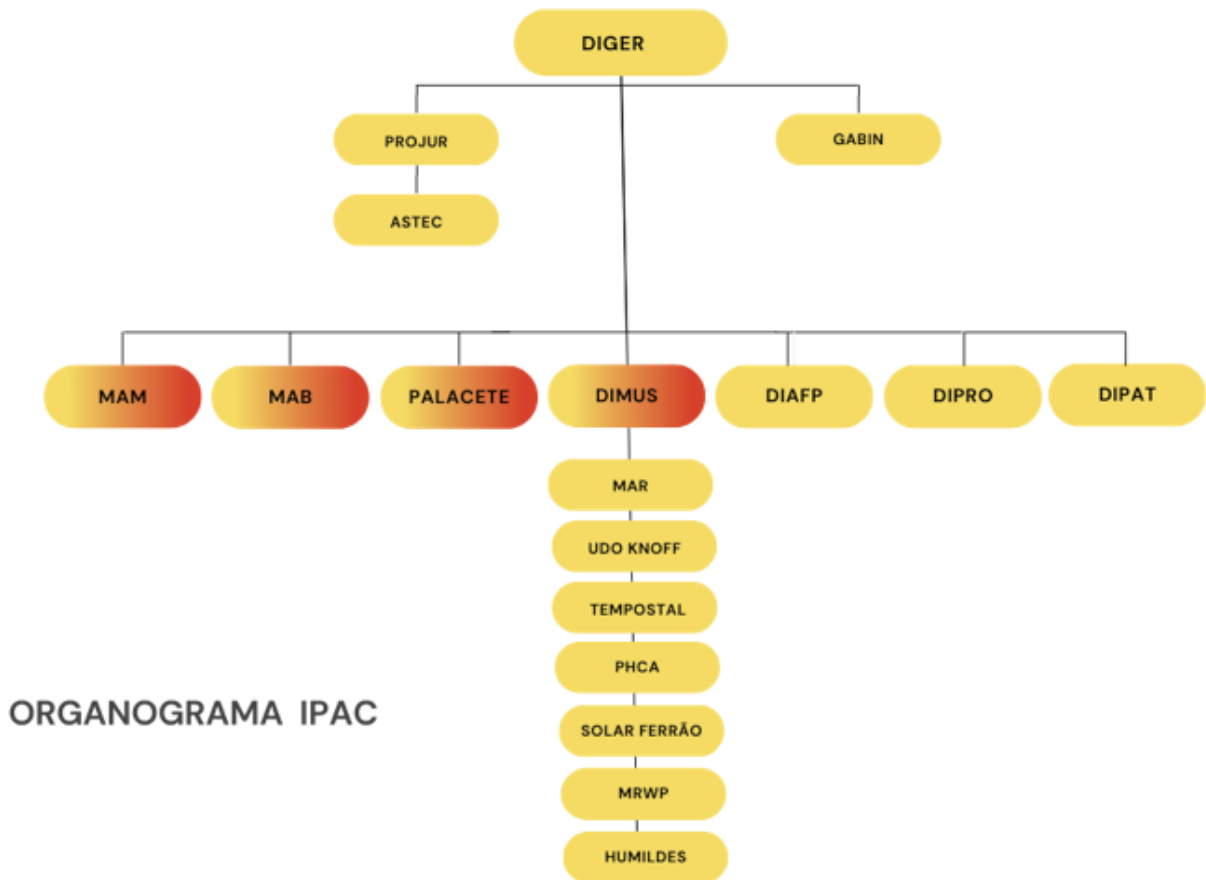 DIGER
PROJUR
GABIN
ASTEC
MAM
MAB
PALACETE
DIMUS
DIAFP
DIPRO
DIPAT
MAR
UDO KNOFF
TEMPOSTAL
PHCA
SOLAR FERRÃO
MRWP
HUMILDES
ORGANOGRAMA IPAC